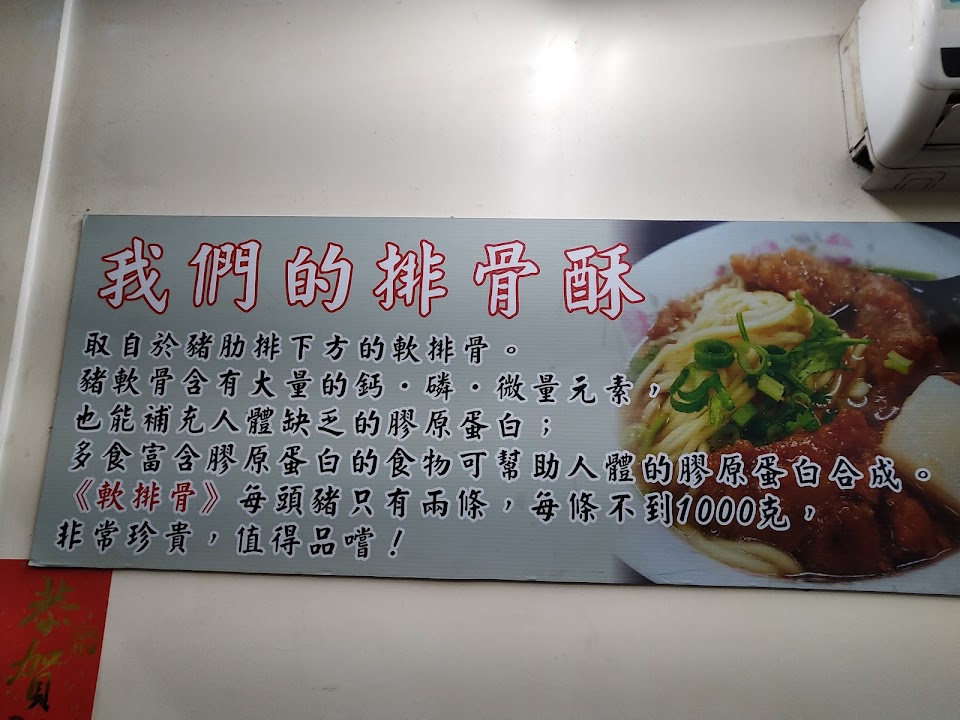 我們的排骨酥
取自於豬肋排下方的軟排骨。
豬軟骨含有大量的鈣·磷·微量元素，
也能補充人體缺乏的膠原蛋白；
多食富含膠原蛋白的食物可幫助人體的膠原蛋白合成。
《軟排骨》每頭豬只有兩條，每條不到1000克，
非常珍貴，值得品嚐！
恭賀